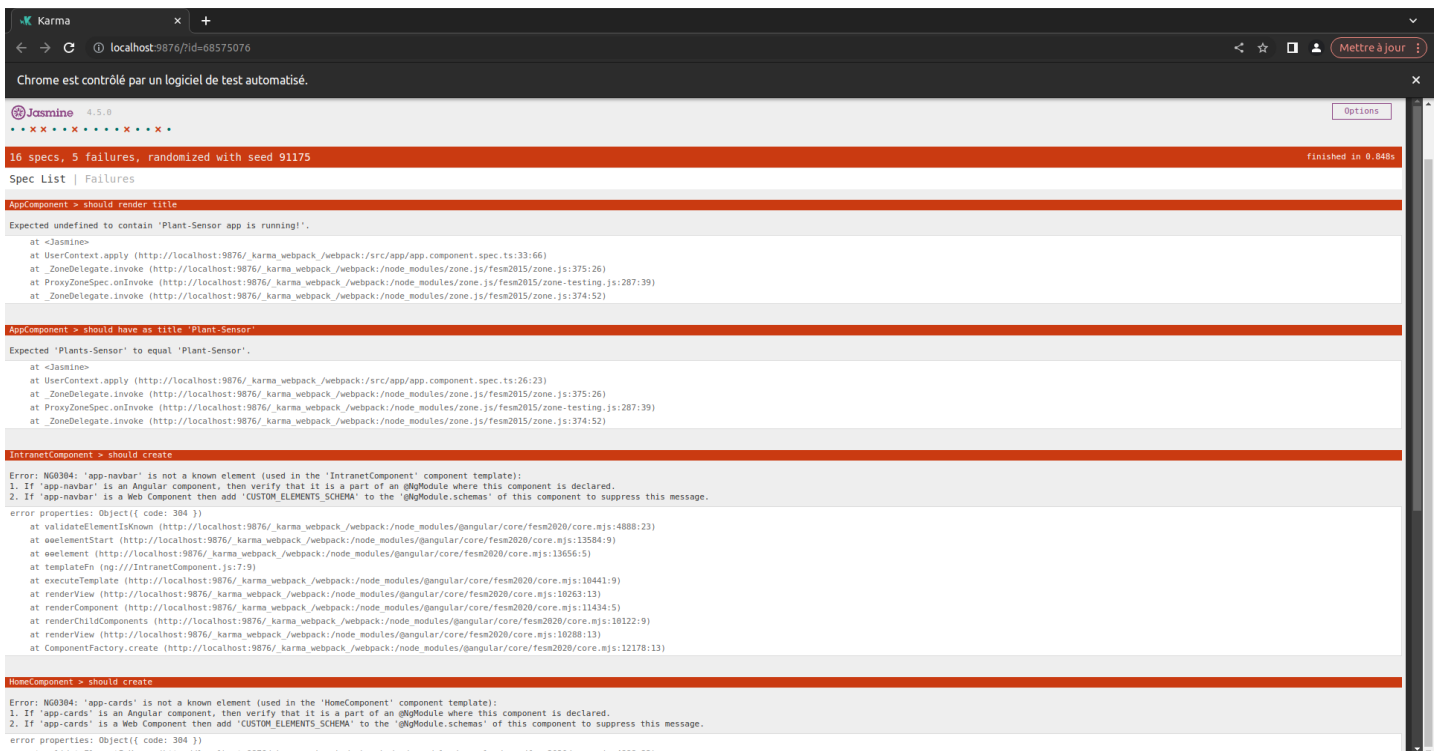 Karma
localhost:9876/?id=68575076
Mettre à jour
Chrome est contrôlé par un logiciel de test automatisé.
Jasmine 4.5.0
Options
16 specs, 5 failures, randomized with seed 91175
finished in 0.848s
Spec List | Failures
AppComponent > should render title
Expected undefined to contain 'Plant-Sensor app is running!'.
at <Jasmine>
at UserContext.apply (http://localhost:9876/_karma_webpack_/webpack:/src/app/app.component.spec.ts:33:66)
at _ZoneDelegate.invoke (http://localhost:9876/_karma_webpack_/webpack:/node_modules/zone.js/fesm2015/zone.js:375:26)
at ProxyZoneSpec.onInvoke (http://localhost:9876/_karma_webpack_/webpack:/node_modules/zone.js/fesm2015/zone-testing.js:287:39)
at _ZoneDelegate.invoke (http://localhost:9876/_karma_webpack_/webpack:/node_modules/zone.js/fesm2015/zone.js:374:52)
AppComponent > should have as title 'Plant-Sensor'
Expected 'Plants-Sensor' to equal 'Plant-Sensor'.
at <Jasmine>
at UserContext.apply (http://localhost:9876/_karma_webpack_/webpack:/src/app/app.component.spec.ts:26:23)
at _ZoneDelegate.invoke (http://localhost:9876/_karma_webpack_/webpack:/node_modules/zone.js/fesm2015/zone.js:375:26)
at ProxyZoneSpec.onInvoke (http://localhost:9876/_karma_webpack_/webpack:/node_modules/zone.js/fesm2015/zone-testing.js:287:39)
at _ZoneDelegate.invoke (http://localhost:9876/_karma_webpack_/webpack:/node_modules/zone.js/fesm2015/zone.js:374:52)
IntranetComponent > should create
Error: NG0304: 'app-navbar' is not a known element (used in the 'IntranetComponent' component template):
1. If 'app-navbar' is an Angular component, then verify that it is a part of an @NgModule where this component is declared.
2. If 'app-navbar' is a Web Component then add 'CUSTOM_ELEMENTS_SCHEMA' to the '@NgModule.schemas' of this component to suppress this message.
error properties: Object({ code: 304 })
at validateElementIsKnown (http://localhost:9876/_karma_webpack_/webpack:/node_modules/@angular/core/fesm2020/core.mjs:4888:23)
at ɵɵelementStart (http://localhost:9876/_karma_webpack_/webpack:/node_modules/@angular/core/fesm2020/core.mjs:13584:9)
at ɵɵelement (http://localhost:9876/_karma_webpack_/webpack:/node_modules/@angular/core/fesm2020/core.mjs:13656:5)
at templateFn (ng:///IntranetComponent.js:7:9)
at executeTemplate (http://localhost:9876/_karma_webpack_/webpack:/node_modules/@angular/core/fesm2020/core.mjs:10441:9)
at renderView (http://localhost:9876/_karma_webpack_/webpack:/node_modules/@angular/core/fesm2020/core.mjs:10263:13)
at renderComponent (http://localhost:9876/_karma_webpack_/webpack:/node_modules/@angular/core/fesm2020/core.mjs:11434:5)
at renderChildComponents (http://localhost:9876/_karma_webpack_/webpack:/node_modules/@angular/core/fesm2020/core.mjs:10122:9)
at renderView (http://localhost:9876/_karma_webpack_/webpack:/node_modules/@angular/core/fesm2020/core.mjs:10288:13)
at ComponentFactory.create (http://localhost:9876/_karma_webpack_/webpack:/node_modules/@angular/core/fesm2020/core.mjs:12178:13)
HomeComponent > should create
Error: NG0304: 'app-cards' is not a known element (used in the 'HomeComponent' component template):
1. If 'app-cards' is an Angular component, then verify that it is a part of an @NgModule where this component is declared.
2. If 'app-cards' is a Web Component then add 'CUSTOM_ELEMENTS_SCHEMA' to the '@NgModule.schemas' of this component to suppress this message.
error properties: Object({ code: 304 })